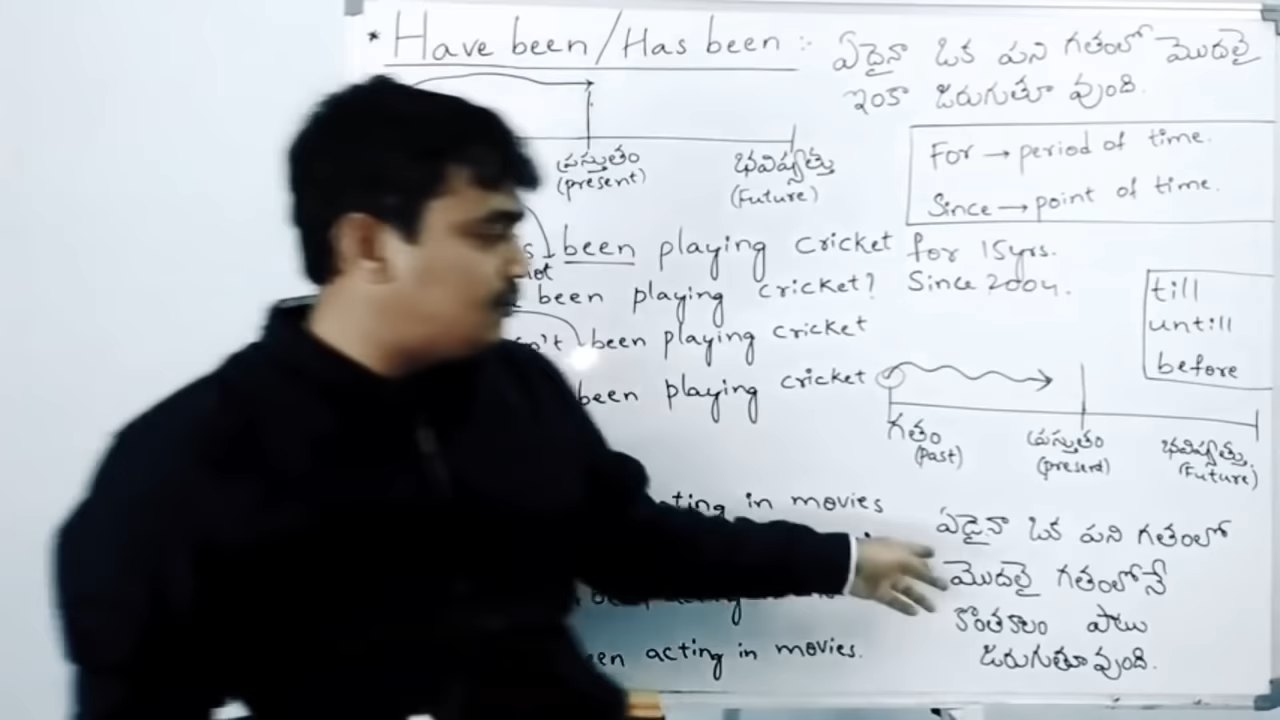 * Have been / Has been :- ఏదైనా ఒక పని గతంలో మొదలై
ఇంకా జరుగుతూ వుంది.
ప్రస్తుతం
(present)
భవిష్యత్తు
(Future)
For → period of time.
Since → point of time.
been playing cricket for 15yrs.
been playing cricket? Since 2004.
been playing cricket
been playing cricket
till
untill
before
గతం
(past)
ప్రస్తుతం
(present)
భవిష్యత్తు
(Future)
in movies
acting in movies.
ఏదైనా ఒక పని గతంలో
మొదలై గతంలోనే
కొంతకాలం పాటు
జరుగుతూ వుంది.